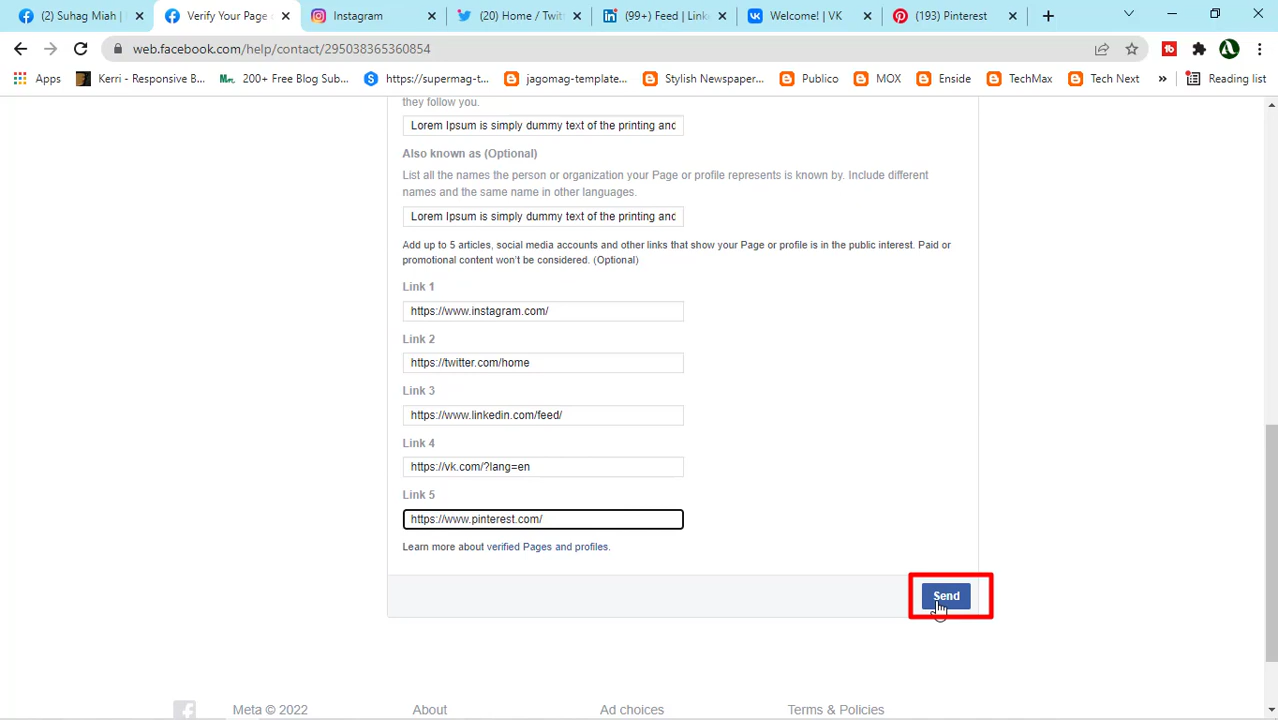 (2) Suhag Miah |
Verify Your Page
Instagram
(20) Home / Twitt
(99+) Feed | Link
Welcome! | VK
(193) Pinterest
web.facebook.com/help/contact/295038365360854
Apps
Kerri - Responsive B...
200+ Free Blog Sub...
https://supermag-t...
jagomag-template...
Stylish Newspaper...
Publico
MOX
Enside
TechMax
Tech Next
»
Reading list
they follow you.
Lorem Ipsum is simply dummy text of the printing and
Also known as (Optional)
List all the names the person or organization your Page or profile represents is known by. Include different
names and the same name in other languages.
Lorem Ipsum is simply dummy text of the printing and
Add up to 5 articles, social media accounts and other links that show your Page or profile is in the public interest. Paid or
promotional content won't be considered. (Optional)
Link 1
https://www.instagram.com/
Link 2
https://twitter.com/home
Link 3
https://www.linkedin.com/feed/
Link 4
https://vk.com/?lang=en
Link 5
https://www.pinterest.com/
Learn more about verified Pages and profiles.
Send
Meta © 2022
About
Ad choices
Terms & Policies